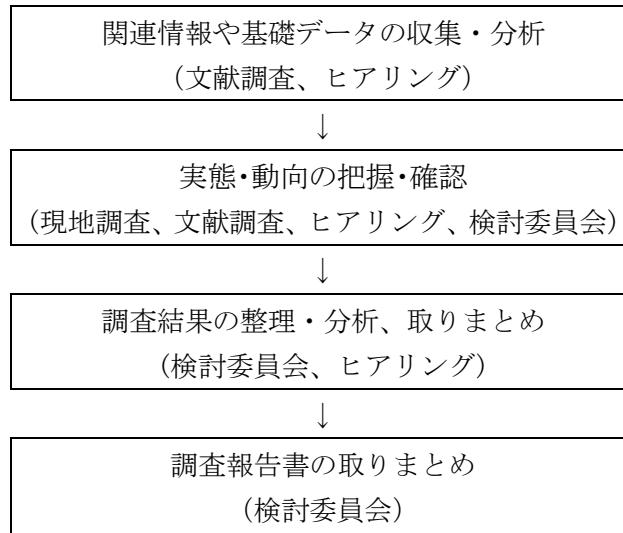 関連情報や基礎データの収集・分析
（文献調査、ヒアリング）
↓
実態・動向の把握・確認
（現地調査、文献調査、ヒアリング、検討委員会）
↓
調査結果の整理・分析、取りまとめ
（検討委員会、ヒアリング）
↓
調査報告書の取りまとめ
（検討委員会）